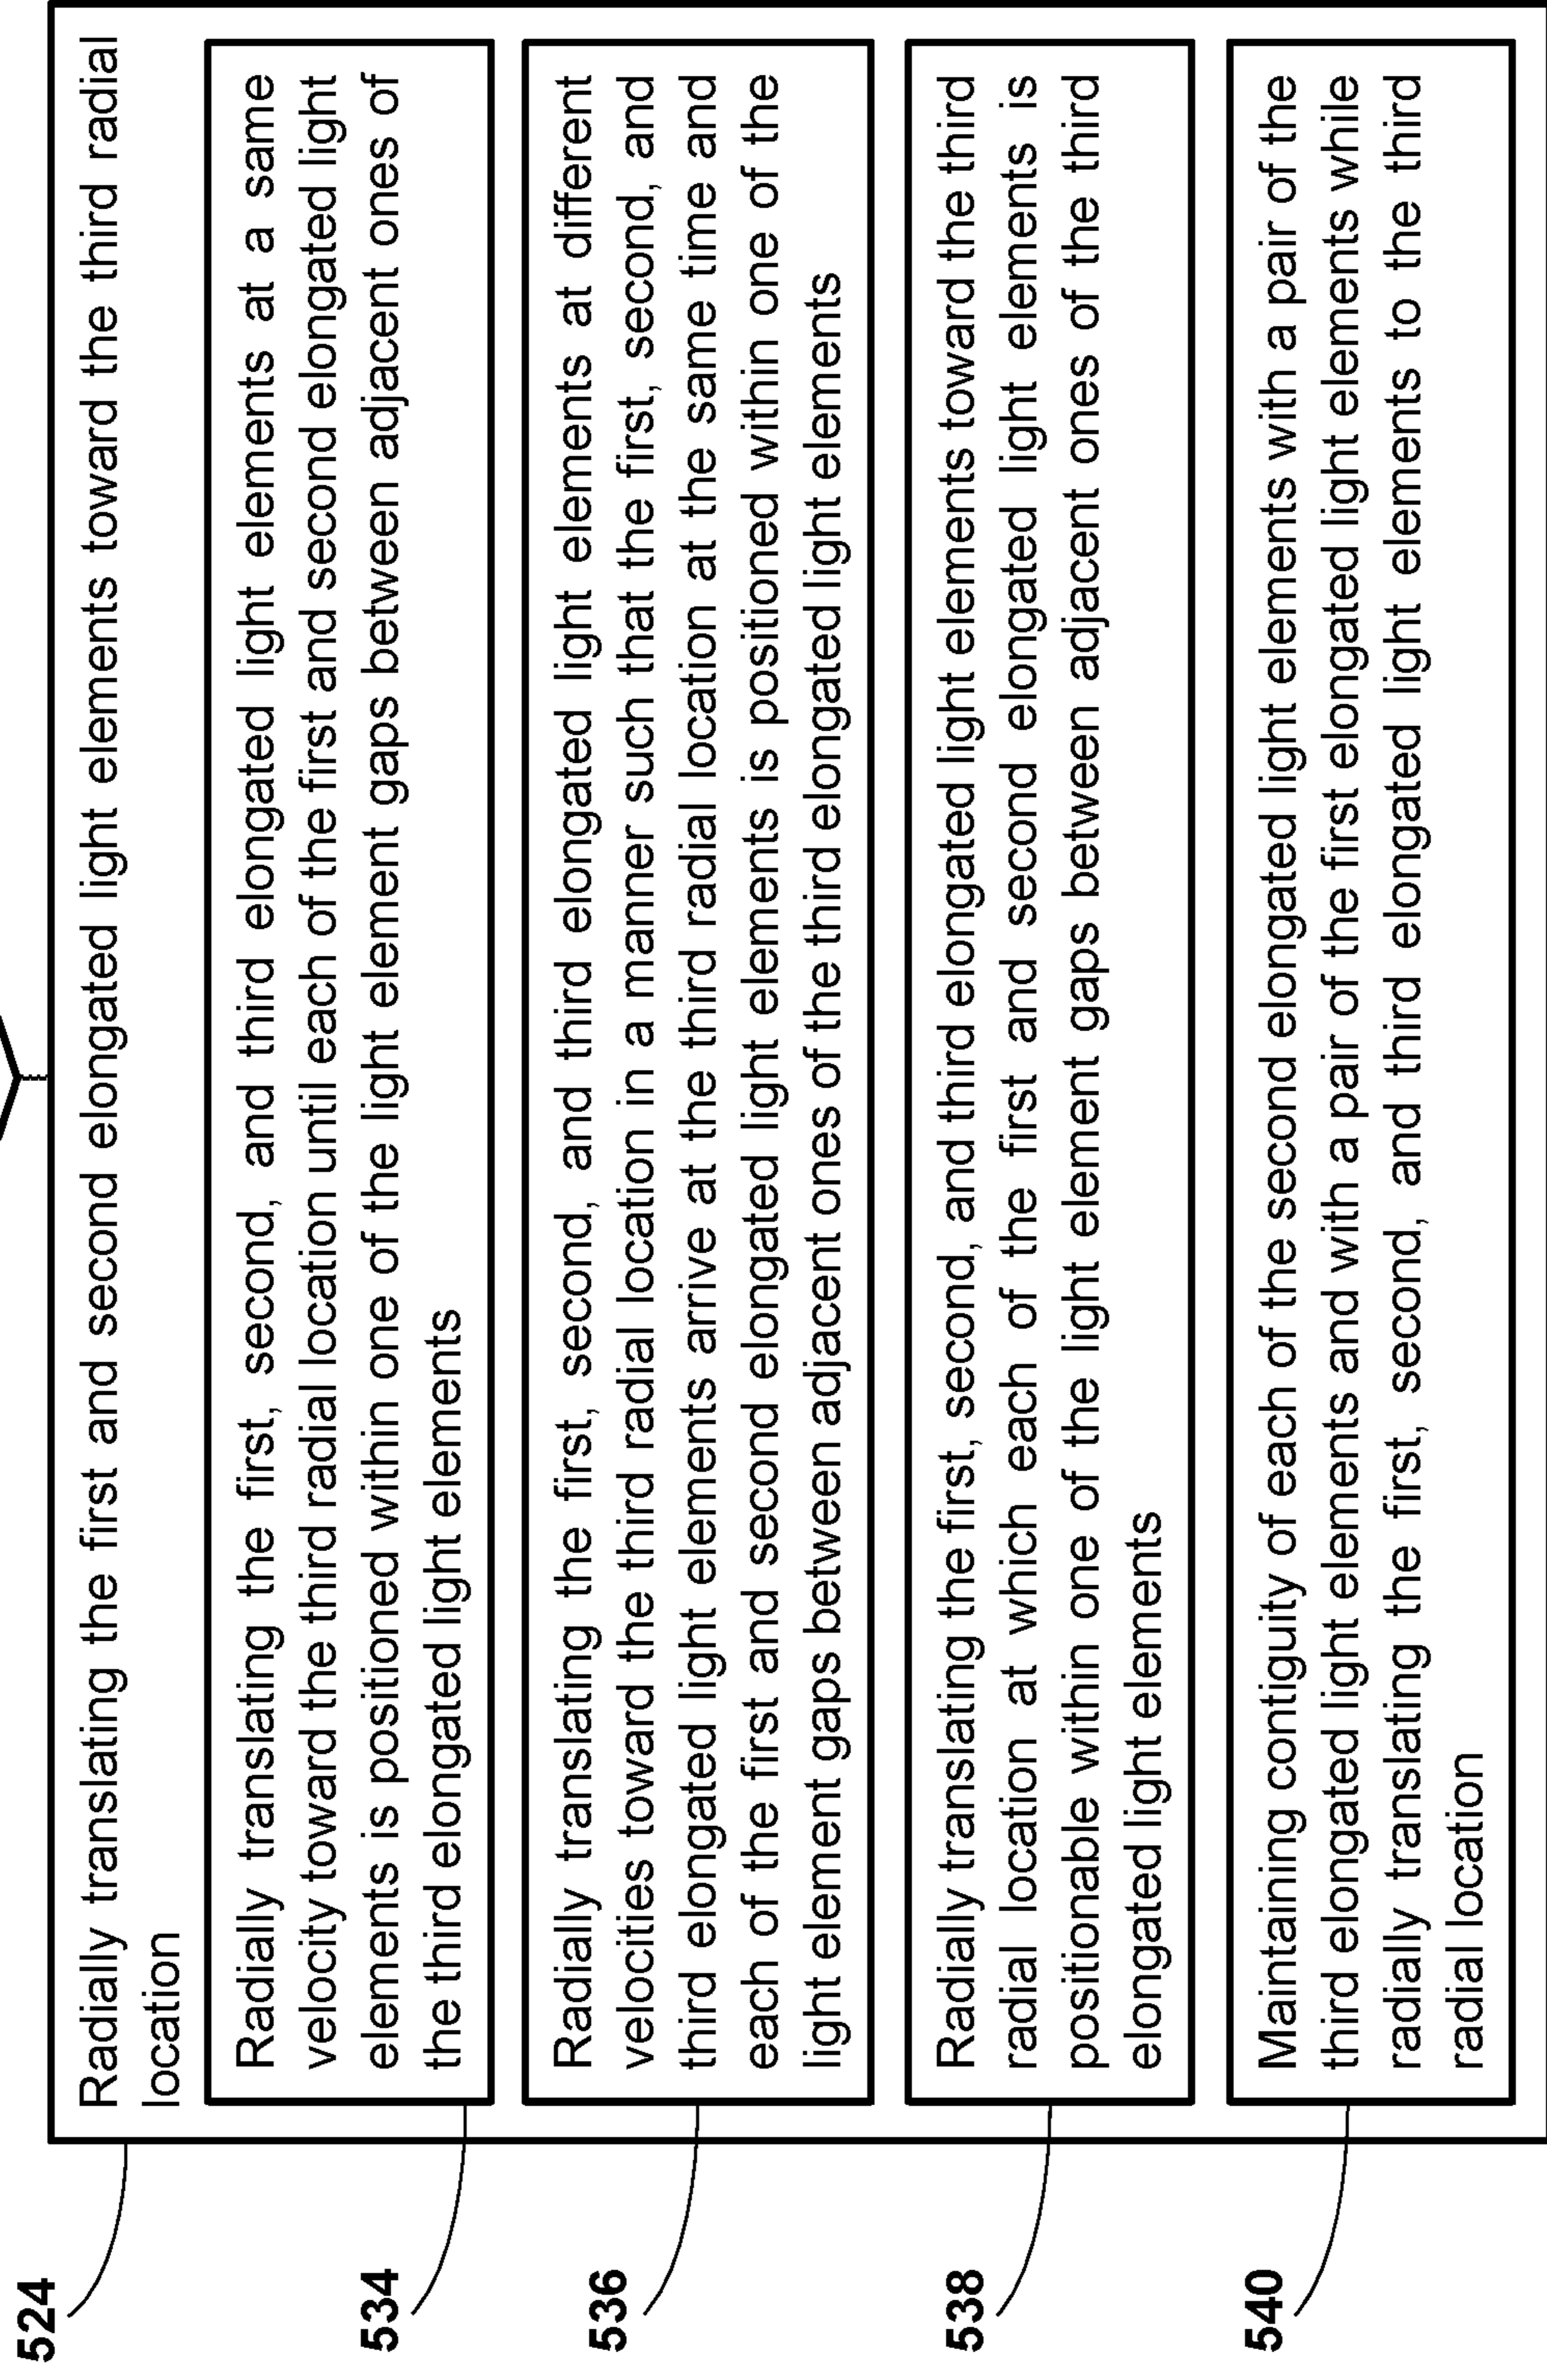 524
Radially translating the first and second elongated light elements toward the third radial
location
534
Radially translating the first, second, and third elongated light elements at a same
velocity toward the third radial location until each of the first and second elongated light
elements is positioned within one of the light element gaps between adjacent ones of
the third elongated light elements
536
Radially translating the first, second, and third elongated light elements at different
velocities toward the third radial location in a manner such that the first, second, and
third elongated light elements arrive at the third radial location at the same time and
each of the first and second elongated light elements is positioned within one of the
light element gaps between adjacent ones of the third elongated light elements
538
Radially translating the first, second, and third elongated light elements toward the third
radial location at which each of the first and second elongated light elements is
positionable within one of the light element gaps between adjacent ones of the third
elongated light elements
540
Maintaining contiguity of each of the second elongated light elements with a pair of the
third elongated light elements and with a pair of the first elongated light elements while
radially translating the first, second, and third elongated light elements to the third
radial location